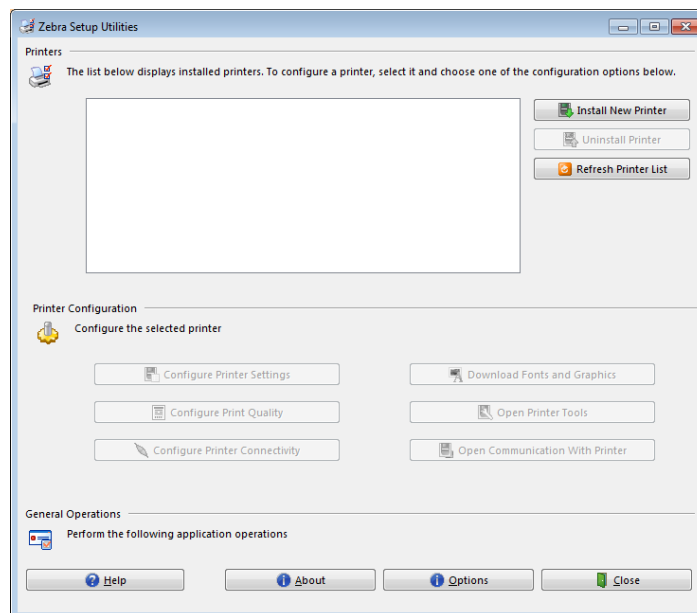 Zebra Setup Utilities
Printers
The list below displays installed printers. To configure a printer, select it and choose one of the configuration options below.
Install New Printer
Uninstall Printer
Refresh Printer List
Printer Configuration
Configure the selected printer
Configure Printer Settings
Download Fonts and Graphics
Configure Print Quality
Open Printer Tools
Configure Printer Connectivity
Open Communication With Printer
General Operations
Perform the following application operations
Help
About
Options
Close